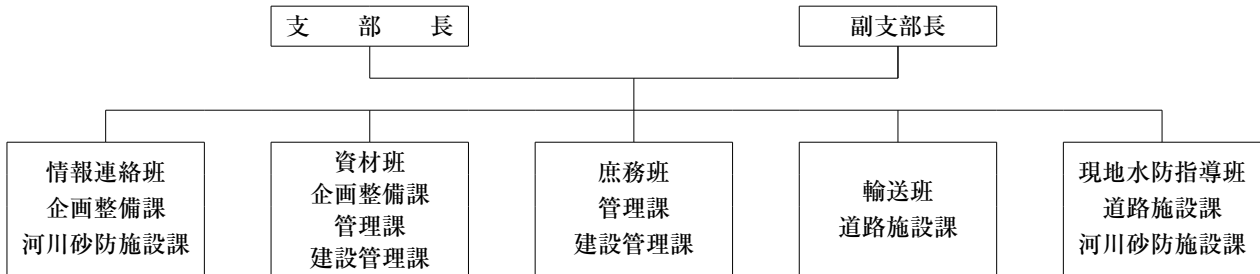 支部長
副支部長
情報連絡班
企画整備課
河川砂防施設課
資材班
企画整備課
管理課
建設管理課
庶務班
管理課
建設管理課
輸送班
道路施設課
現地水防指導班
道路施設課
河川砂防施設課